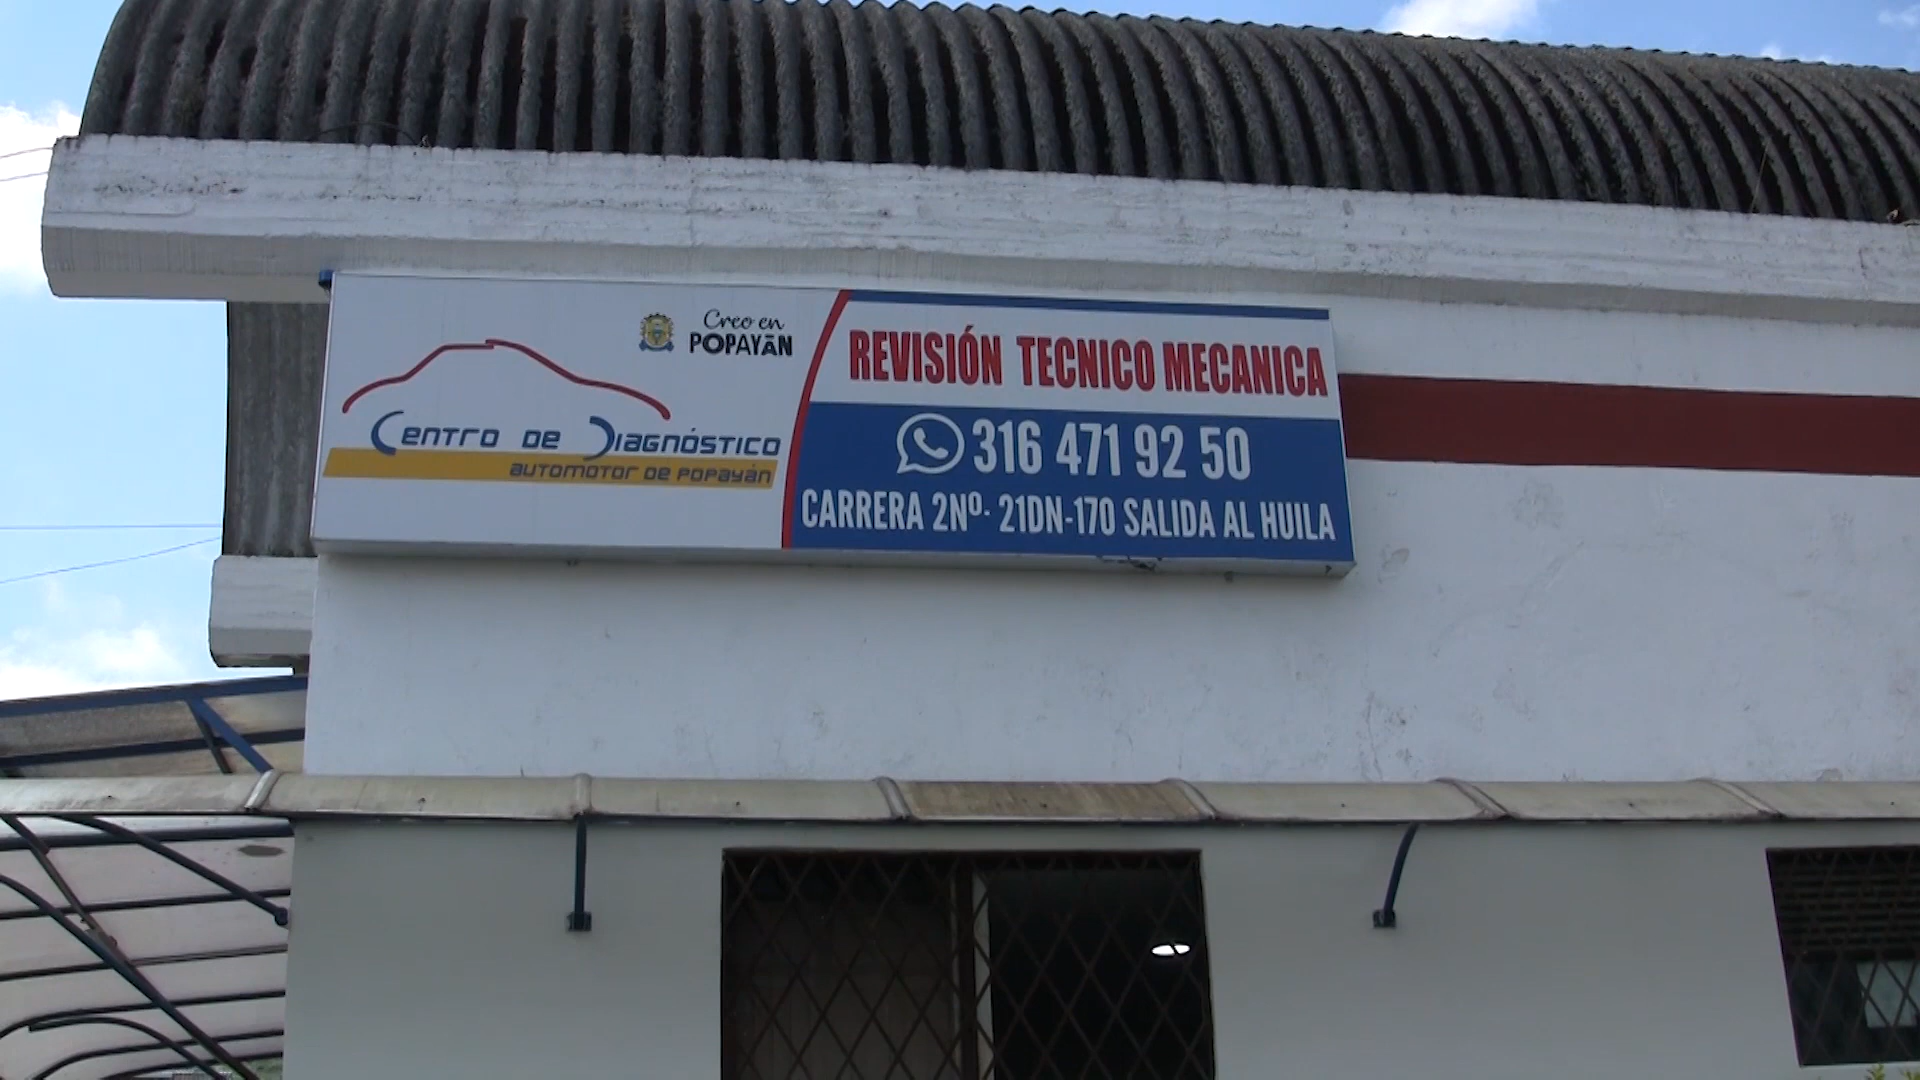 Creo en
POPAYÁN
CENTRO DE DIAGNÓSTICO
AUTOMOTOR DE POPAYÁN
REVISIÓN TECNICO MECANICA
316 471 92 50
CARRERA 2Nº- 21DN-170 SALIDA AL HUILA